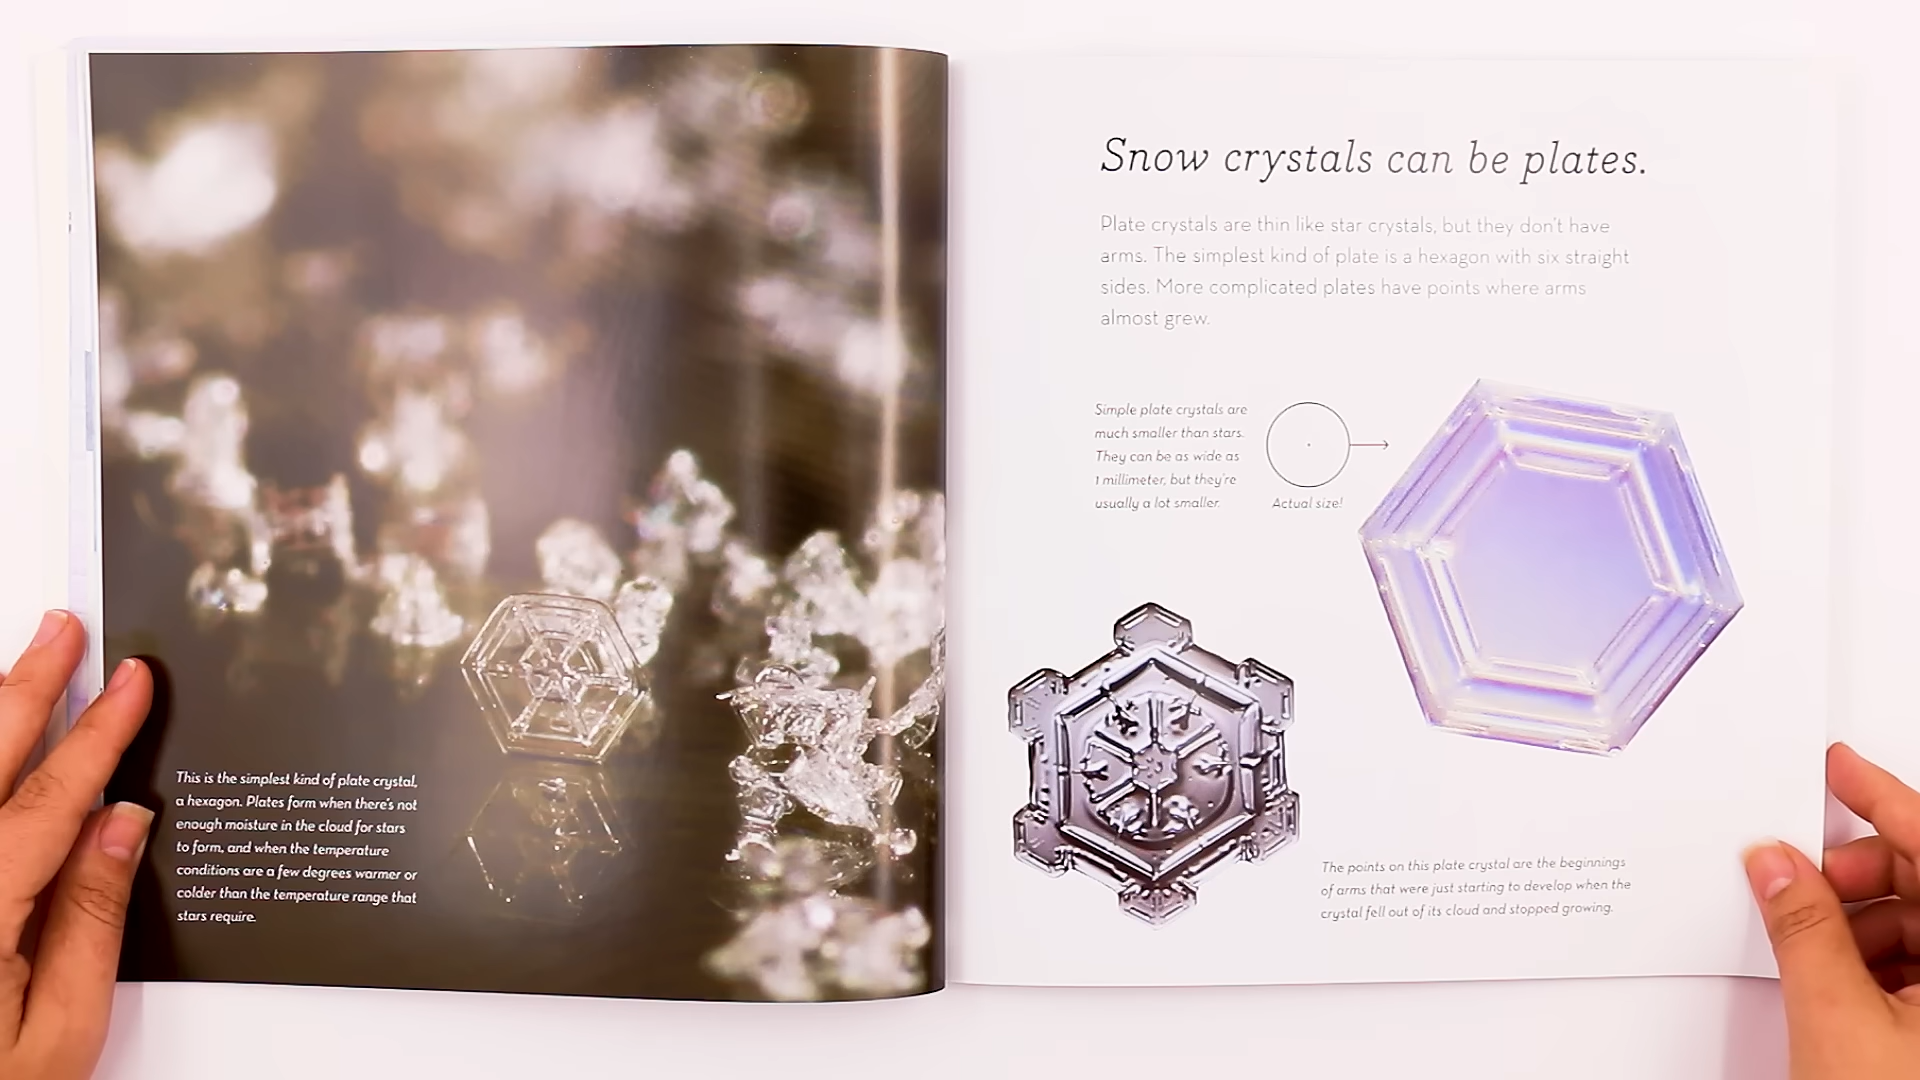 This is the simplest kind of plate crystal,
a hexagon. Plates form when there's not
enough moisture in the cloud for stars
to form, and when the temperature
conditions are a few degrees warmer or
colder than the temperature range that
stars require.
Snow crystals can be plates.
Plate crystals are thin like star crystals, but they don't have
arms. The simplest kind of plate is a hexagon with six straight
sides. More complicated plates have points where arms
almost grew.
Simple plate crystals are
much smaller than stars.
They can be as wide as
1 millimeter, but they're
usually a lot smaller.
Actual size!
The points on this plate crystal are the beginnings
of arms that were just starting to develop when the
crystal fell out of its cloud and stopped growing.